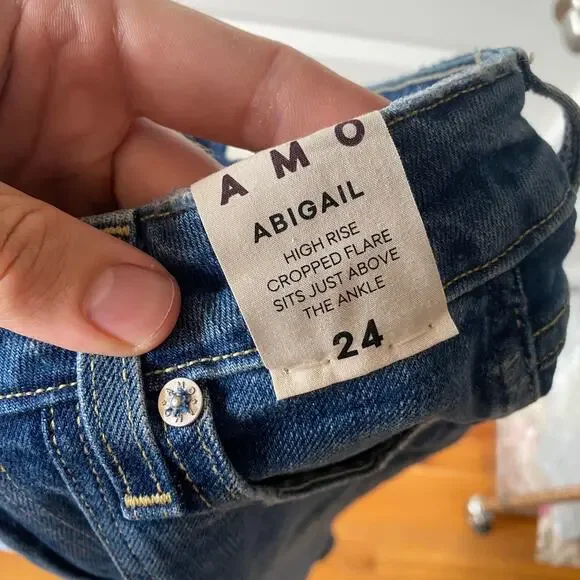 AMO
ABIGAIL
HIGH RISE
CROPPED FLARE
SITS JUST ABOVE
THE ANKLE
24